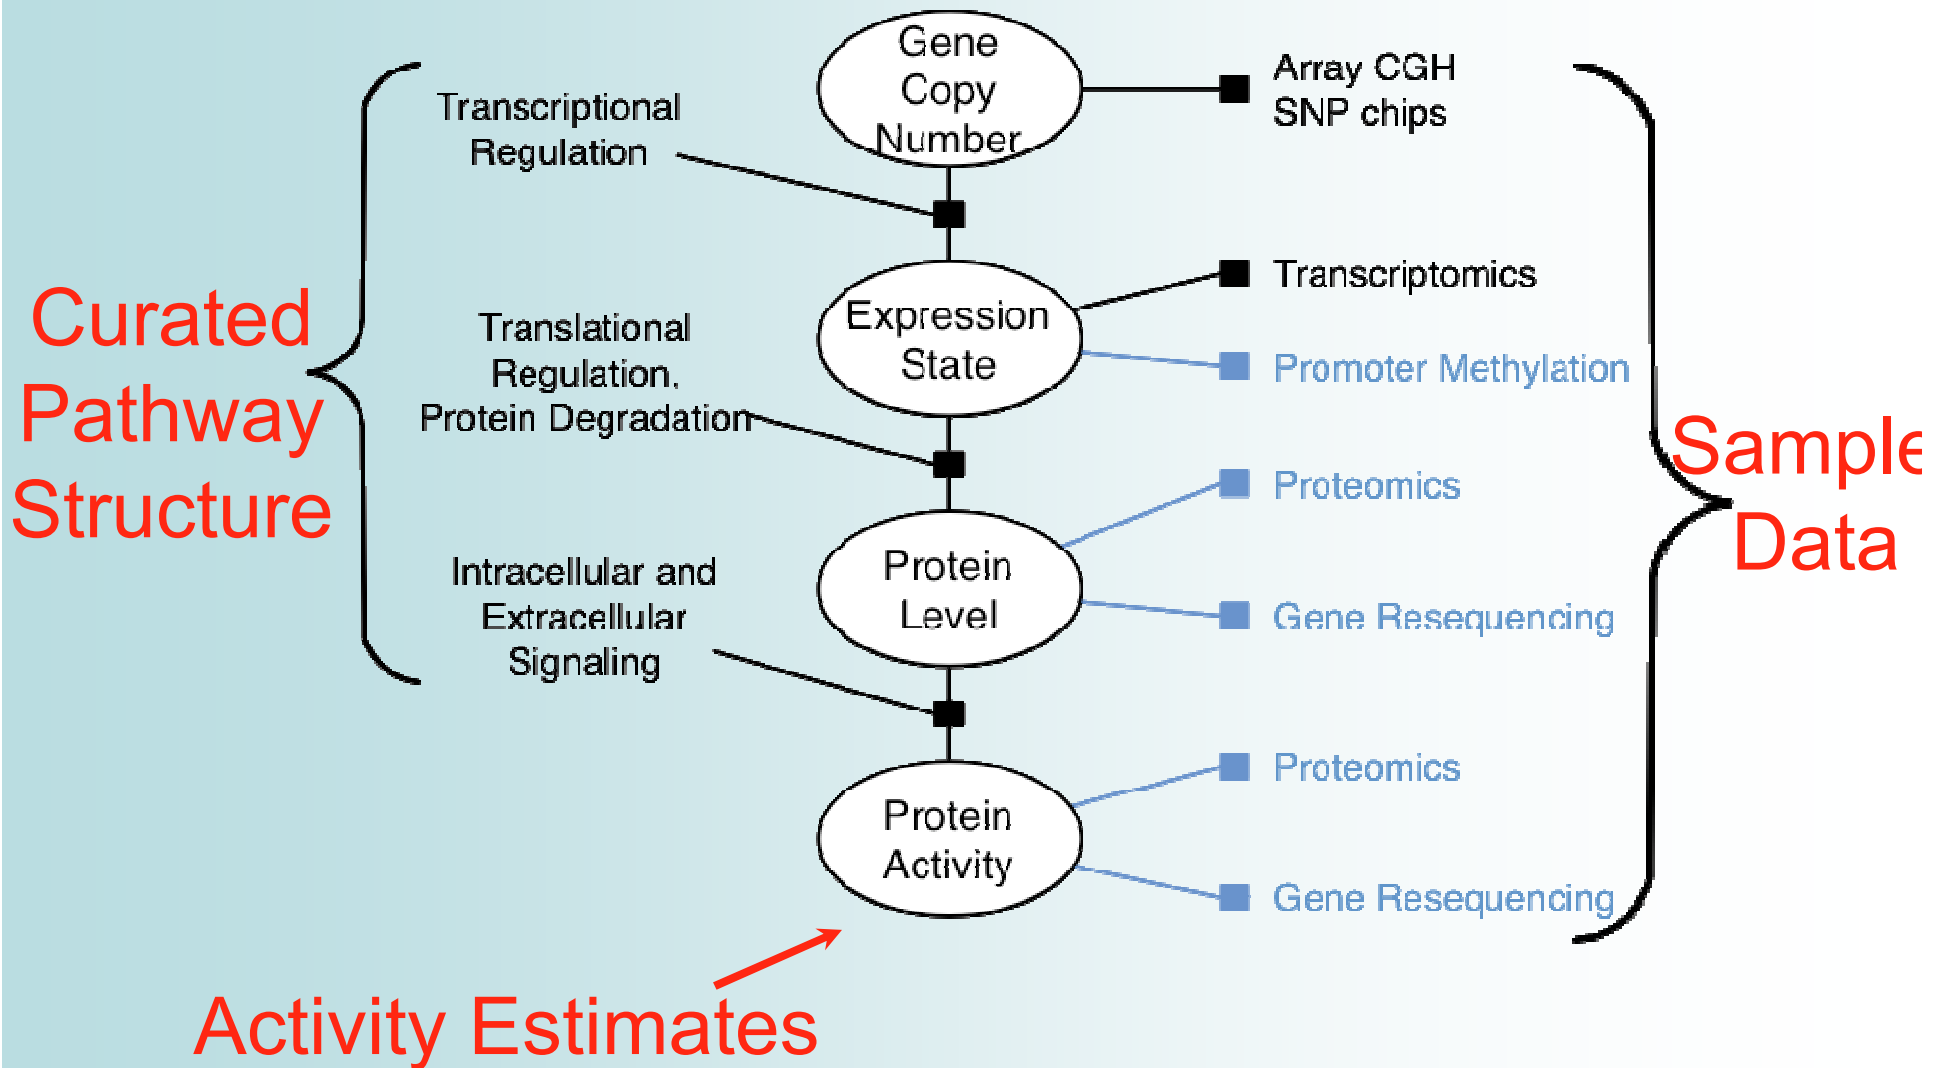 Gene
Copy
Number
Array CGH
SNP chips
Transcriptional
Regulation
Transcriptomics
Expression
State
Promoter Methylation
Curated
Pathway
Structure
Translational
Regulation,
Protein Degradation
Sample
Data
Proteomics
Protein
Level
Gene Resequencing
Intracellular and
Extracellular
Signaling
Proteomics
Protein
Activity
Gene Resequencing
Activity Estimates